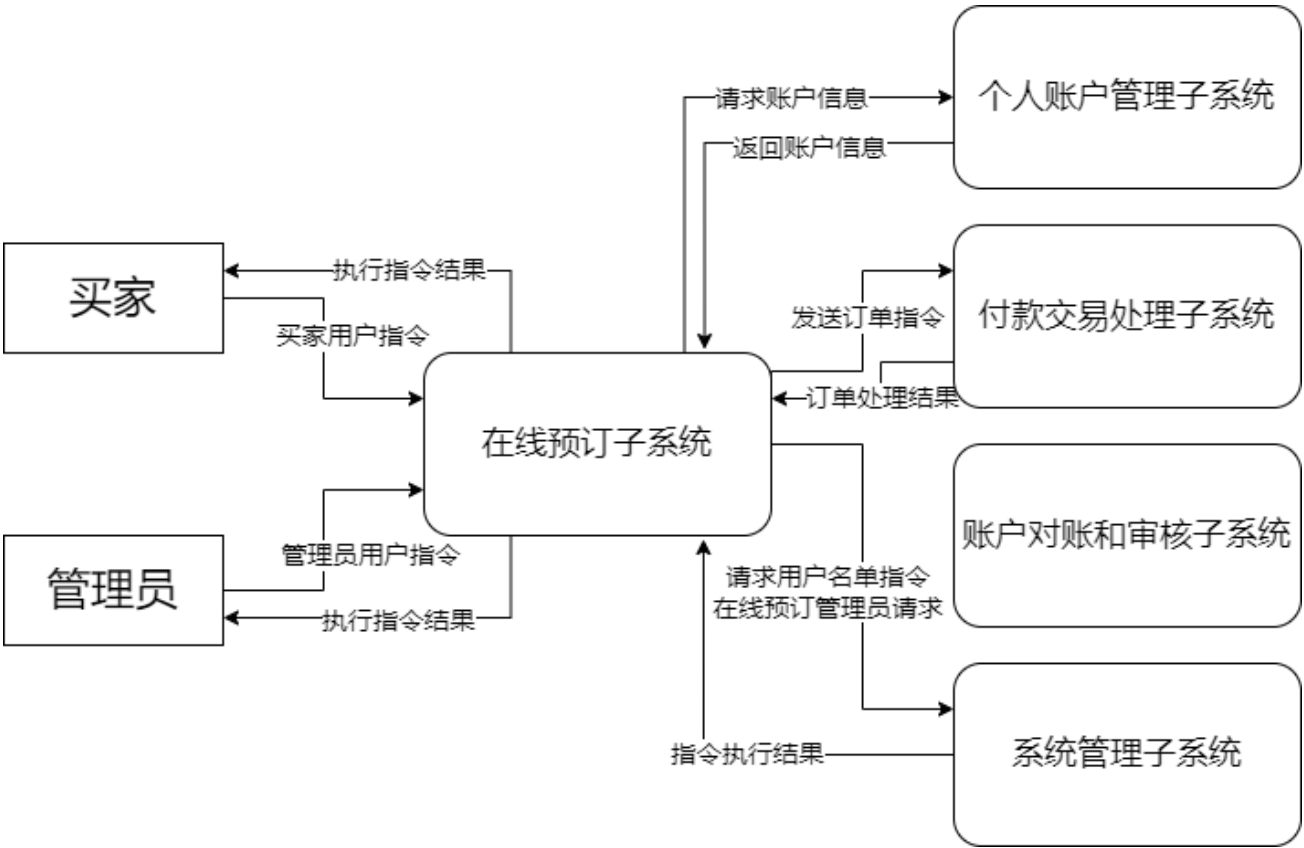 个人账户管理子系统
请求账户信息
返回账户信息
买家
执行指令结果
买家用户指令
发送订单指令
付款交易处理子系统
订单处理结果
在线预订子系统
管理员
管理员用户指令
执行指令结果
账户对账和审核子系统
请求用户名单指令
在线预订管理员请求
指令执行结果
系统管理子系统